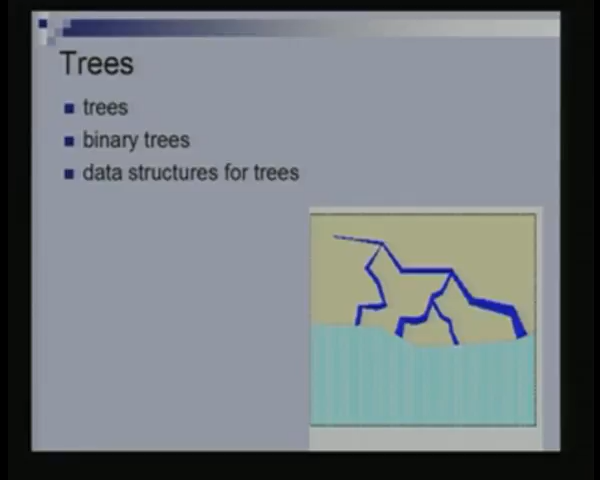 Trees
trees
binary trees
data structures for trees